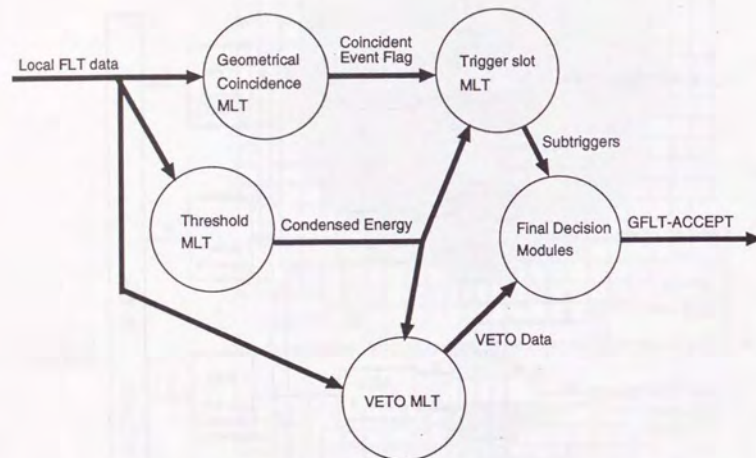 Local FLT data
Geometrical
Coincidence
MLT
Coincident
Event Flag
Trigger slot
MLT
Subtriggers
Threshold
MLT
Condensed Energy
Final Decision
Modules
GFLT-ACCEPT
VETO Data
VETO MLT